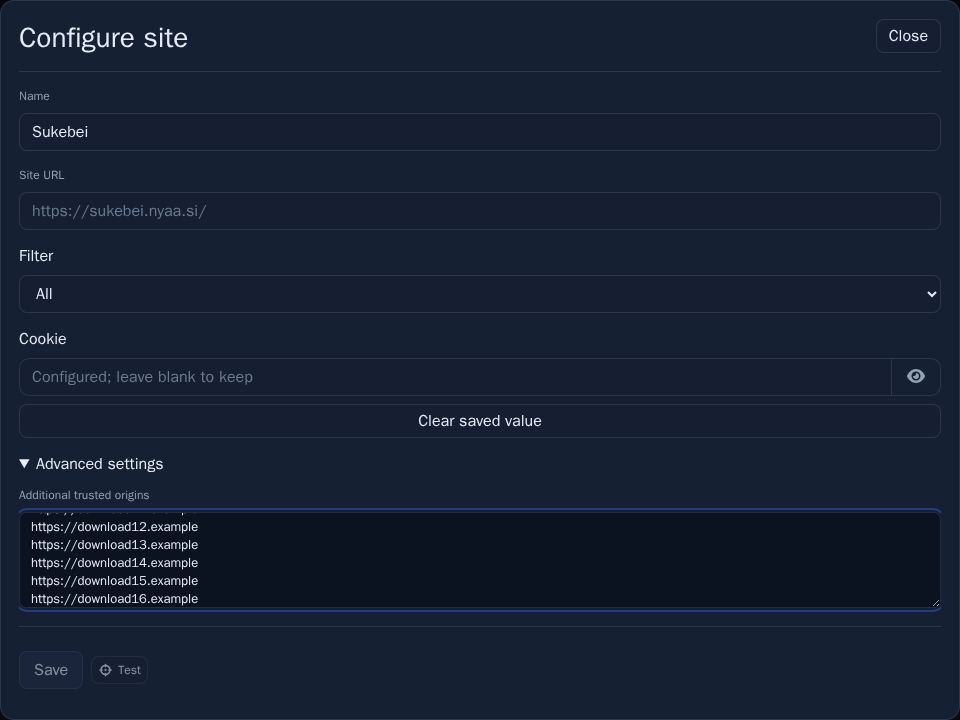 Configure site
Close
Name
Sukebei
Site URL
https://sukebei.nyaa.si/
Filter
All
Cookie
Configured; leave blank to keep
Clear saved value
▼ Advanced settings
Additional trusted origins
https://download12.example
https://download13.example
https://download14.example
https://download15.example
https://download16.example
Save
Test